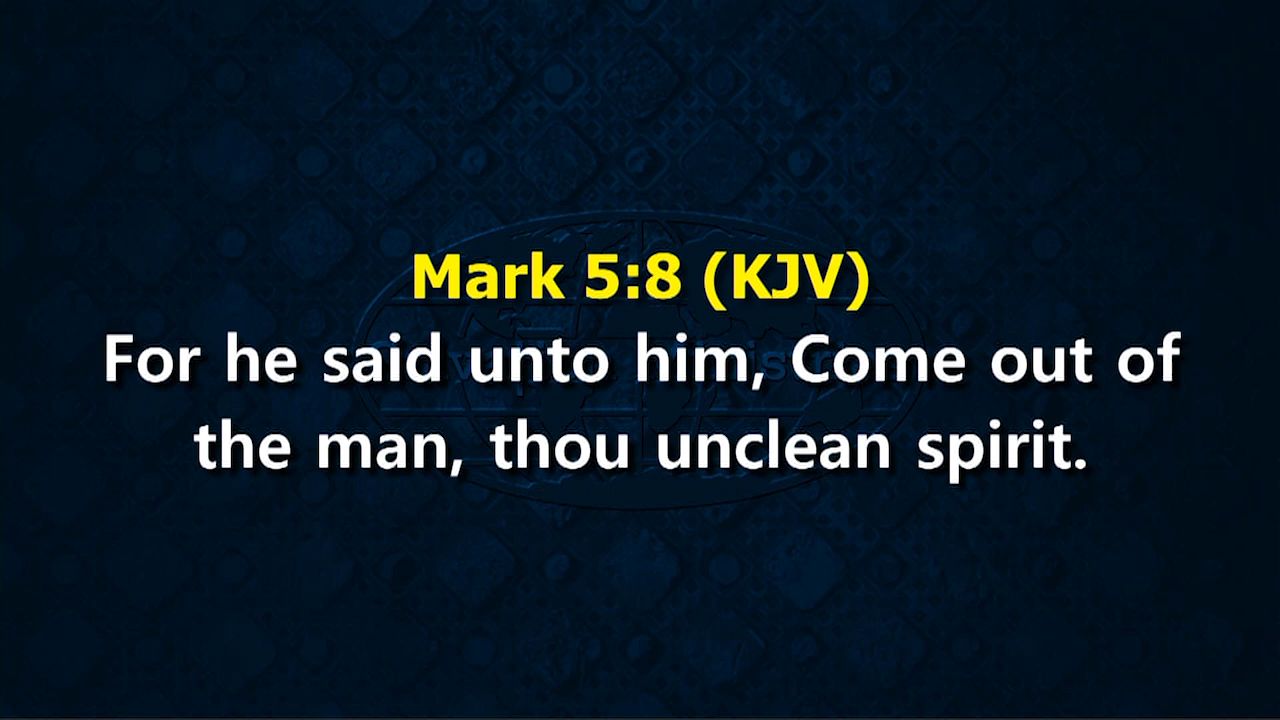 Mark 5:8 (KJV)
For he said unto him, Come out of
the man, thou unclean spirit.